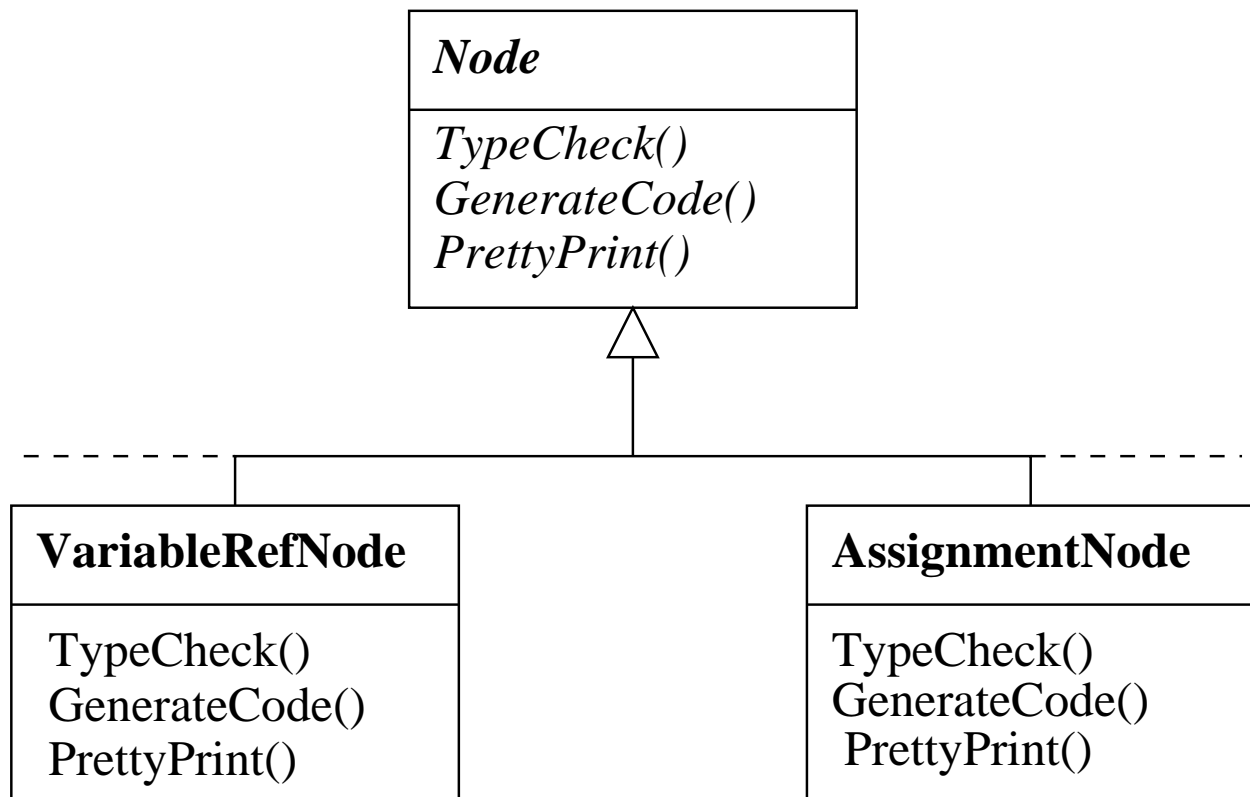 Node
TypeCheck()
GenerateCode()
PrettyPrint()
VariableRefNode
TypeCheck()
GenerateCode()
PrettyPrint()
AssignmentNode
TypeCheck()
GenerateCode()
PrettyPrint()